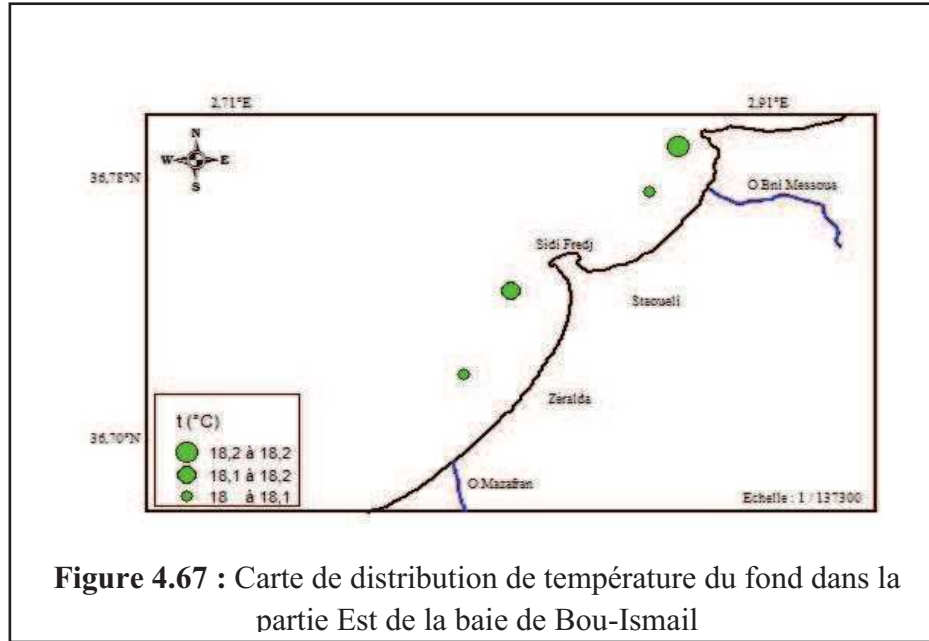 2,71°E 2,91°E
N
W E
S
36,78°N
O Bni Messous
Sidi Fredj
Staoueli
Zéralda
36,70°N
t (°C)
18,2 à 18,2
18,1 à 18,2
18 à 18,1
O Mazafran
Echelle : 1 / 137300
Figure 4.67 : Carte de distribution de température du fond dans la
partie Est de la baie de Bou-Ismail